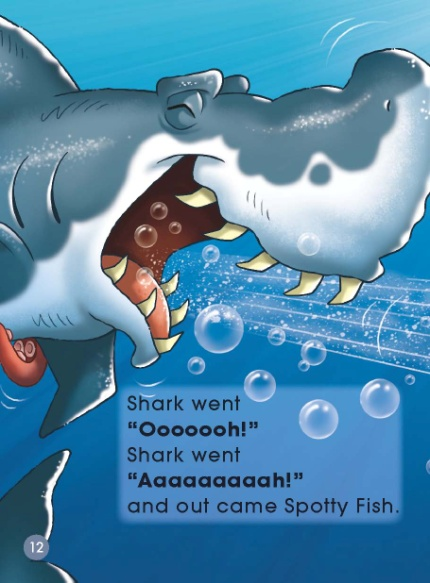 Shark went
“Ooooooh!”
Shark went
“Aaaaaaaaah!”
and out came Spotty Fish.
12